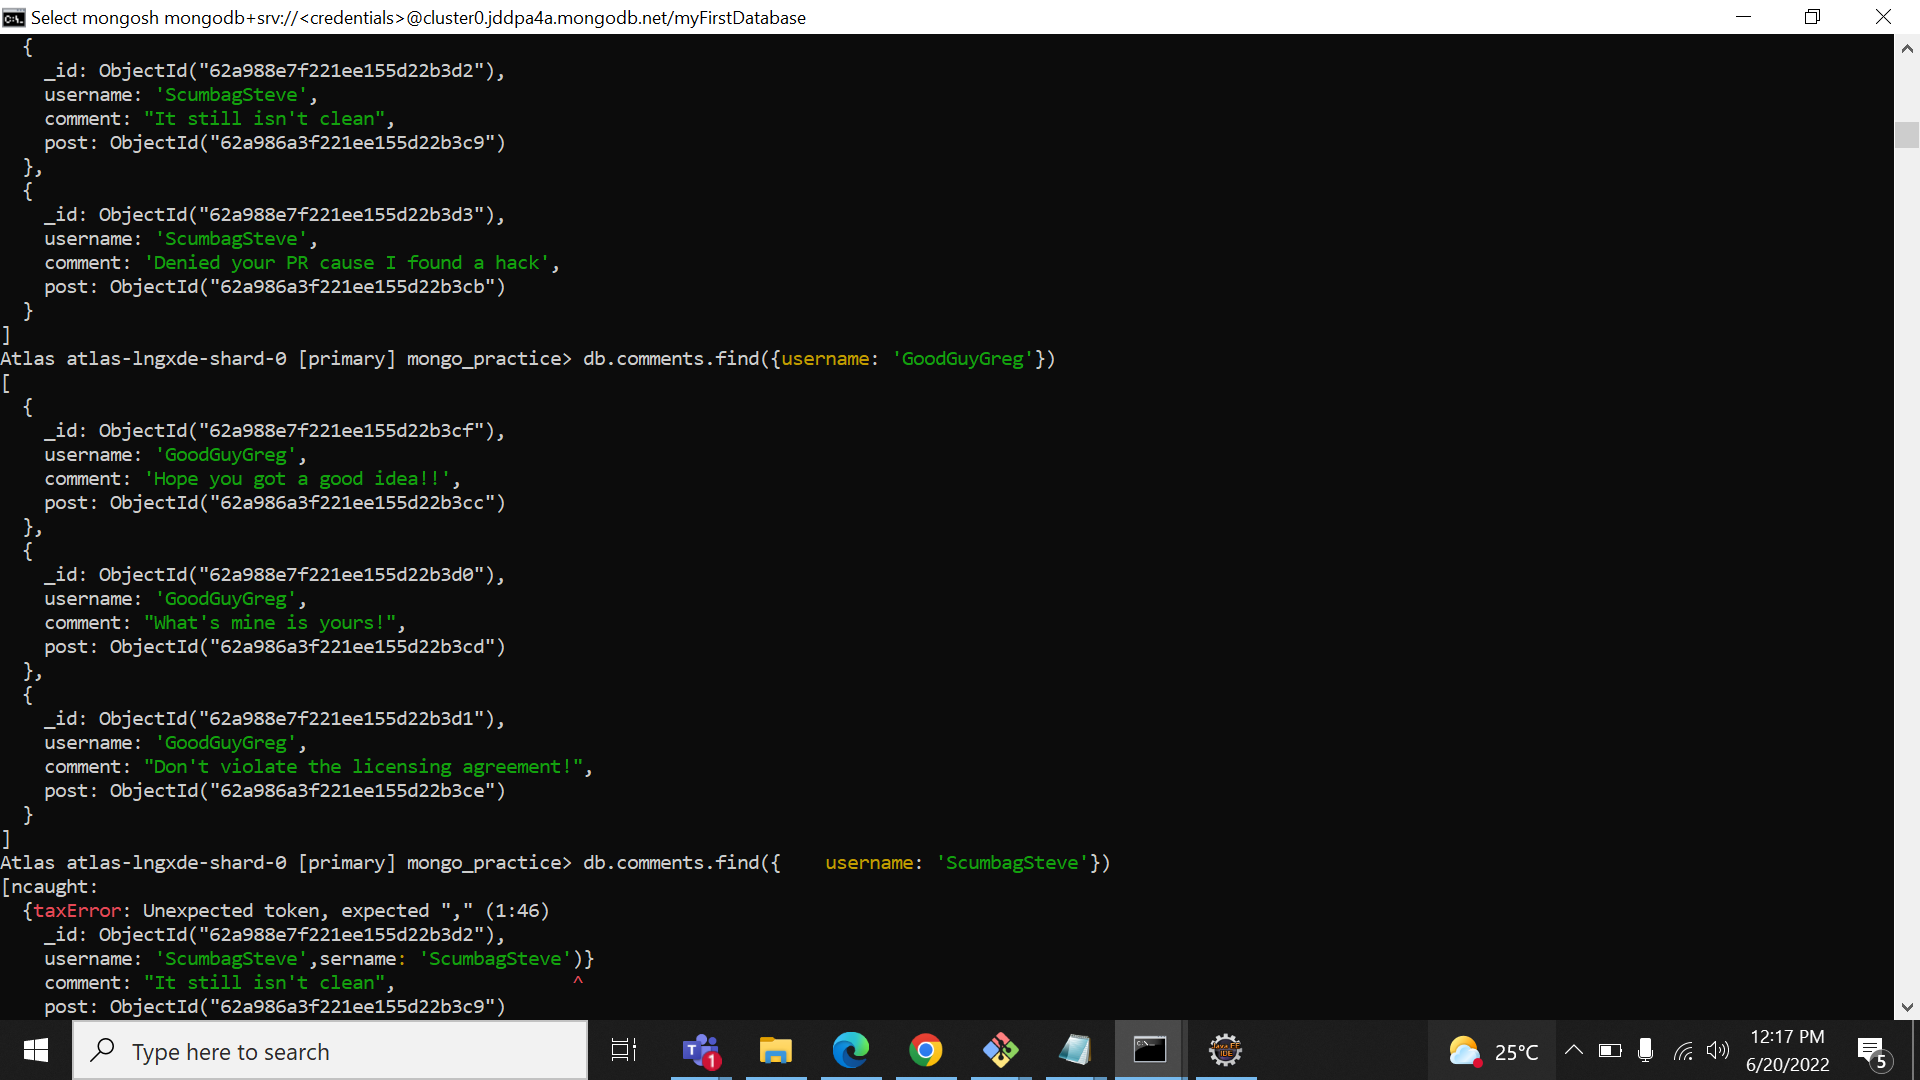 Select mongosh mongodb+srv://<credentials>@cluster0.jddpa4a.mongodb.net/myFirstDatabase
  {
    _id: ObjectId("62a988e7f221ee155d22b3d2"),
    username: 'ScumbagSteve',
    comment: "It still isn't clean",
    post: ObjectId("62a986a3f221ee155d22b3c9")
  },
  {
    _id: ObjectId("62a988e7f221ee155d22b3d3"),
    username: 'ScumbagSteve',
    comment: 'Denied your PR cause I found a hack',
    post: ObjectId("62a986a3f221ee155d22b3cb")
  }
]
Atlas atlas-lngxde-shard-0 [primary] mongo_practice> db.comments.find({username: 'GoodGuyGreg'})
[
  {
    _id: ObjectId("62a988e7f221ee155d22b3cf"),
    username: 'GoodGuyGreg',
    comment: 'Hope you got a good idea!!',
    post: ObjectId("62a986a3f221ee155d22b3cc")
  },
  {
    _id: ObjectId("62a988e7f221ee155d22b3d0"),
    username: 'GoodGuyGreg',
    comment: "What's mine is yours!",
    post: ObjectId("62a986a3f221ee155d22b3cd")
  },
  {
    _id: ObjectId("62a988e7f221ee155d22b3d1"),
    username: 'GoodGuyGreg',
    comment: "Don't violate the licensing agreement!",
    post: ObjectId("62a986a3f221ee155d22b3ce")
  }
]
Atlas atlas-lngxde-shard-0 [primary] mongo_practice> db.comments.find({    username: 'ScumbagSteve'})
[ncaught:
  {taxError: Unexpected token, expected "," (1:46)
    _id: ObjectId("62a988e7f221ee155d22b3d2"),
    username: 'ScumbagSteve',sername: 'ScumbagSteve')}
    comment: "It still isn't clean",                 ^
    post: ObjectId("62a986a3f221ee155d22b3c9")
Type here to search
T
1
Java EE
IDE
25°C
12:17 PM
6/20/2022
5